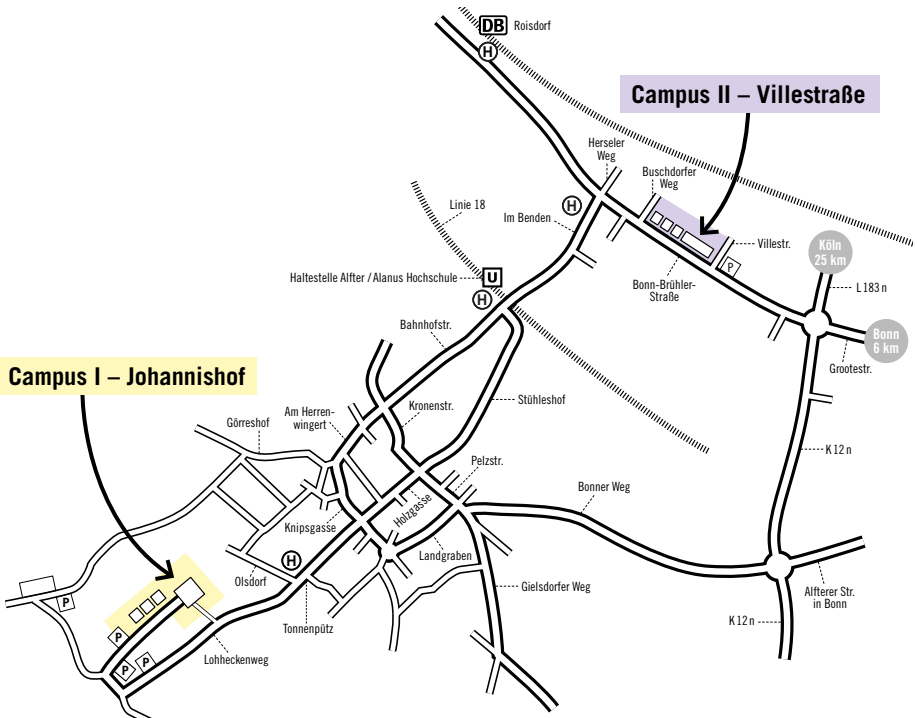 DB Roisdorf
H
Campus II – Villestraße
Herseler
Weg
Buschdorfer
Weg
Linie 18
H
Im Benden
Villestr.
Köln
25 km
P
Haltestelle Alfter / Alanus Hochschule
U
H
Bonn-Brühler-
Straße
L 183 n
Bahnhofstr.
Bonn
6 km
Grootestr.
Campus I – Johannishof
Am Herren-
wingert
Kronenstr.
Stühleshof
Görreshof
K 12 n
Pelzstr.
Bonner Weg
Knipsgasse
Holzgasse
Landgraben
H
Olsdorf
Gielsdorfer Weg
Alfterer Str.
in Bonn
P
Tonnenpütz
K 12 n
P
Lohheckenweg
P
P